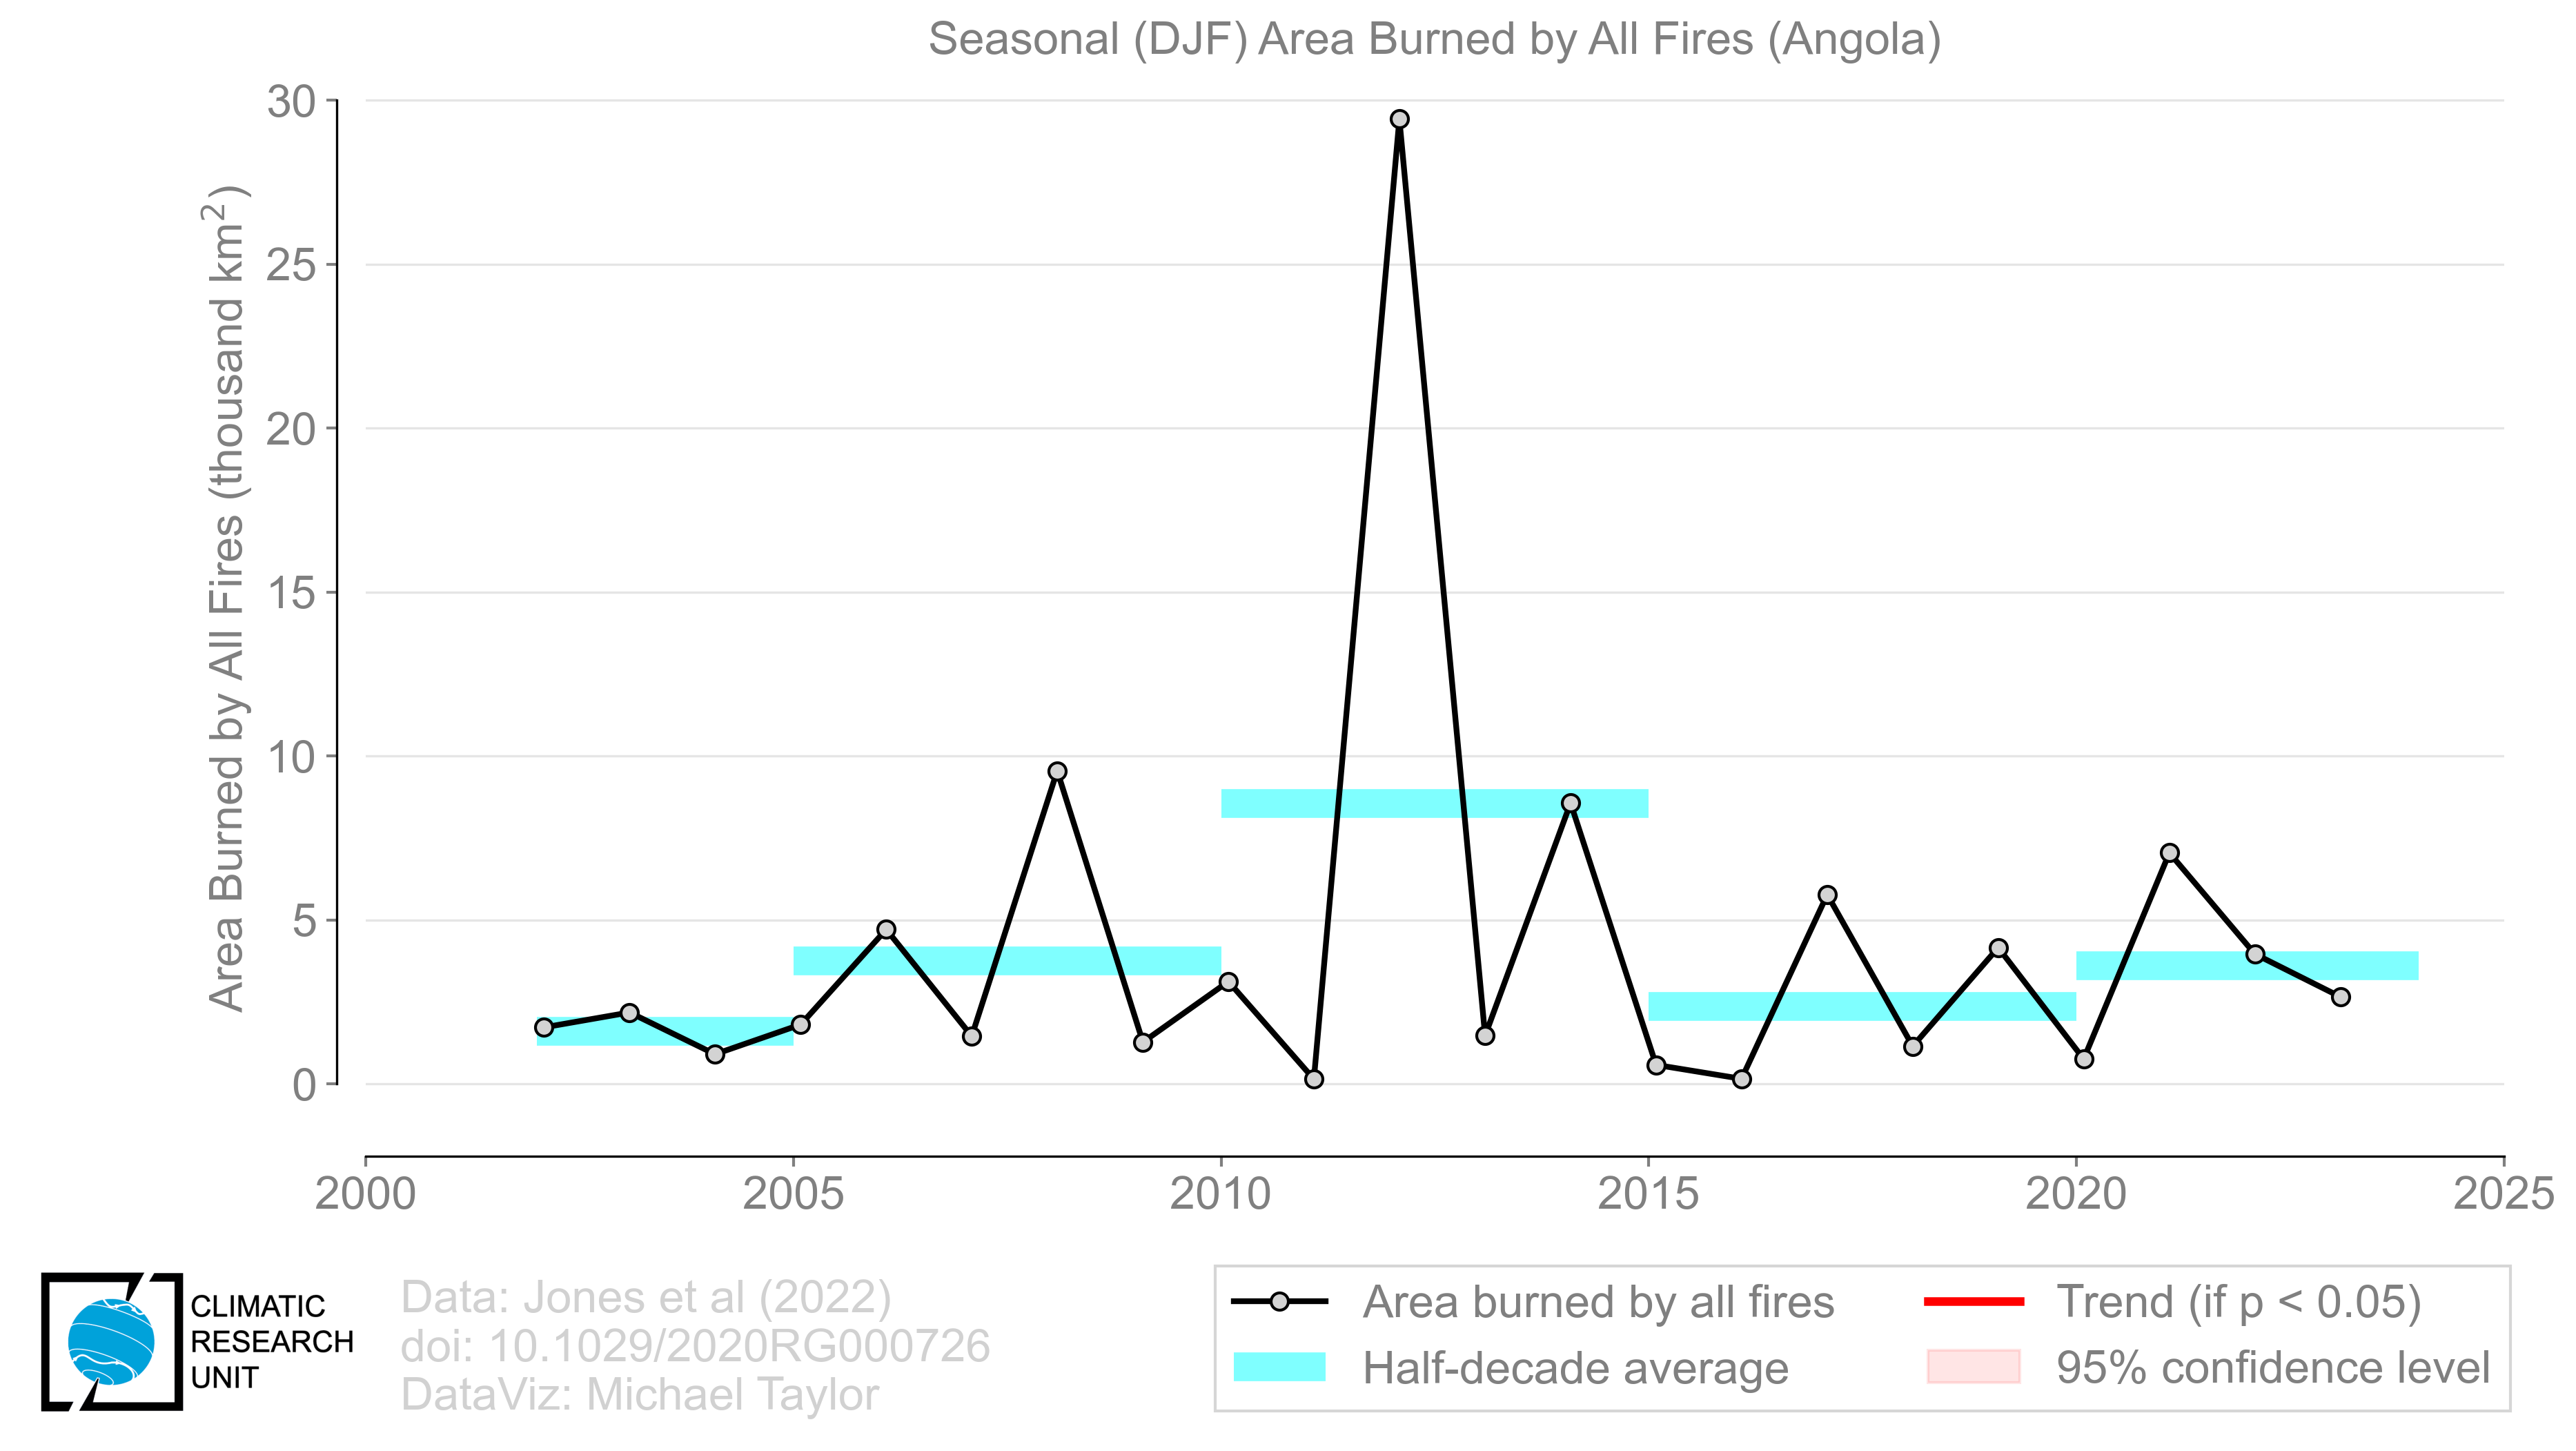 Seasonal (DJF) Area Burned by All Fires (Angola)
Area Burned by All Fires (thousand km²)
30
25
20
15
10
5
0
2000
2005
2010
2015
2020
2025
CLIMATIC
RESEARCH
UNIT
Data: Jones et al (2022)
doi: 10.1029/2020RG000726
DataViz: Michael Taylor
Area burned by all fires
Half-decade average
Trend (if p < 0.05)
95% confidence level